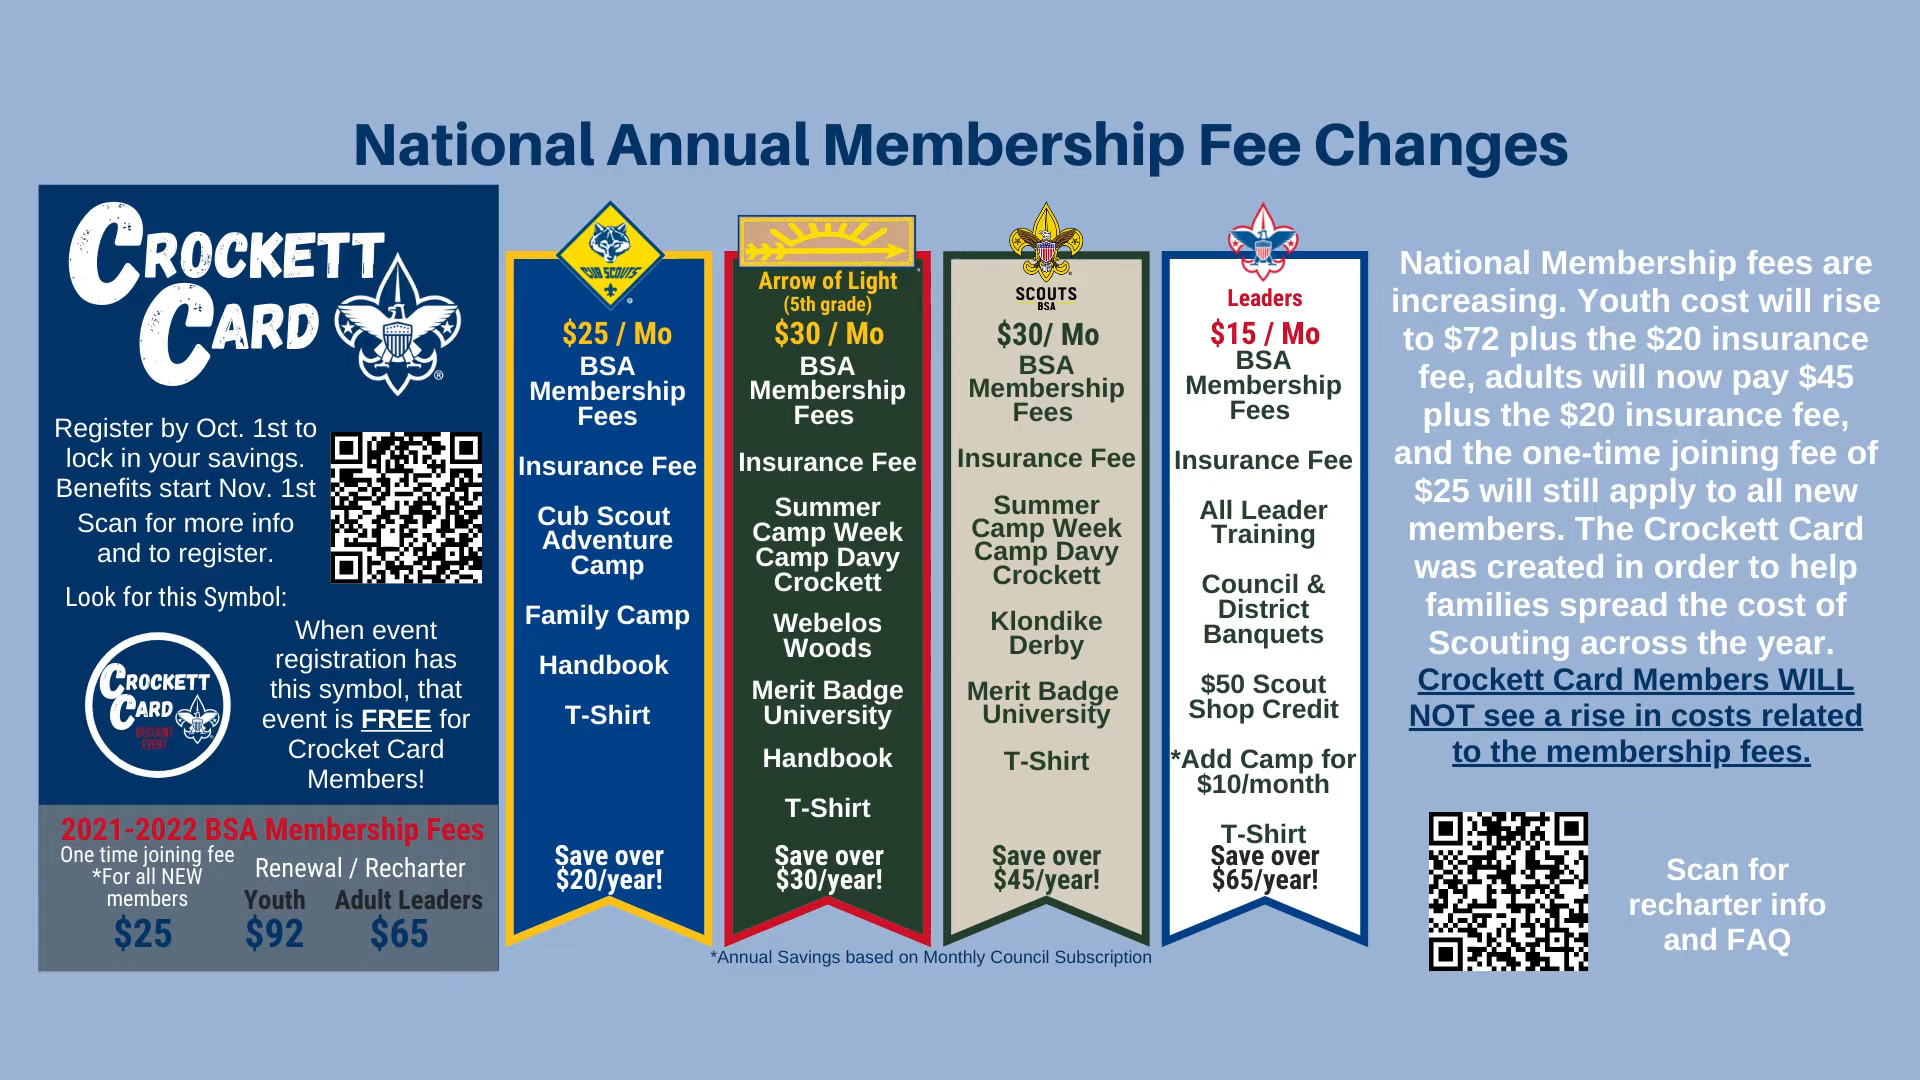 National Annual Membership Fee Changes
CROCKETT
CARD
®
Register by Oct. 1st to
lock in your savings.
Benefits start Nov. 1st
Scan for more info
and to register.
Look for this Symbol:
CROCKETT
CARD
DISCOUNT
EVENT
When event
registration has
this symbol, that
event is FREE for
Crocket Card
Members!
2021-2022 BSA Membership Fees
One time joining fee
*For all NEW
members
$25
Renewal / Recharter
Youth
$92
Adult Leaders
$65
CUB SCOUTS
®
$25 / Mo
BSA
Membership
Fees
Insurance Fee
Cub Scout
Adventure
Camp
Family Camp
Handbook
T-Shirt
Save over
$20/year!
Arrow of Light
(5th grade)
$30 / Mo
BSA
Membership
Fees
Insurance Fee
Summer
Camp Week
Camp Davy
Crockett
Webelos
Woods
Merit Badge
University
Handbook
T-Shirt
Save over
$30/year!
SCOUTS
BSA
$30/ Mo
BSA
Membership
Fees
Insurance Fee
Summer
Camp Week
Camp Davy
Crockett
Klondike
Derby
Merit Badge
University
T-Shirt
Save over
$45/year!
Leaders
$15 / Mo
BSA
Membership
Fees
Insurance Fee
All Leader
Training
Council &
District
Banquets
$50 Scout
Shop Credit
*Add Camp for
$10/month
T-Shirt
Save over
$65/year!
*Annual Savings based on Monthly Council Subscription
National Membership fees are
increasing. Youth cost will rise
to $72 plus the $20 insurance
fee, adults will now pay $45
plus the $20 insurance fee,
and the one-time joining fee of
$25 will still apply to all new
members. The Crockett Card
was created in order to help
families spread the cost of
Scouting across the year.
Crockett Card Members WILL
NOT see a rise in costs related
to the membership fees.
Scan for
recharter info
and FAQ